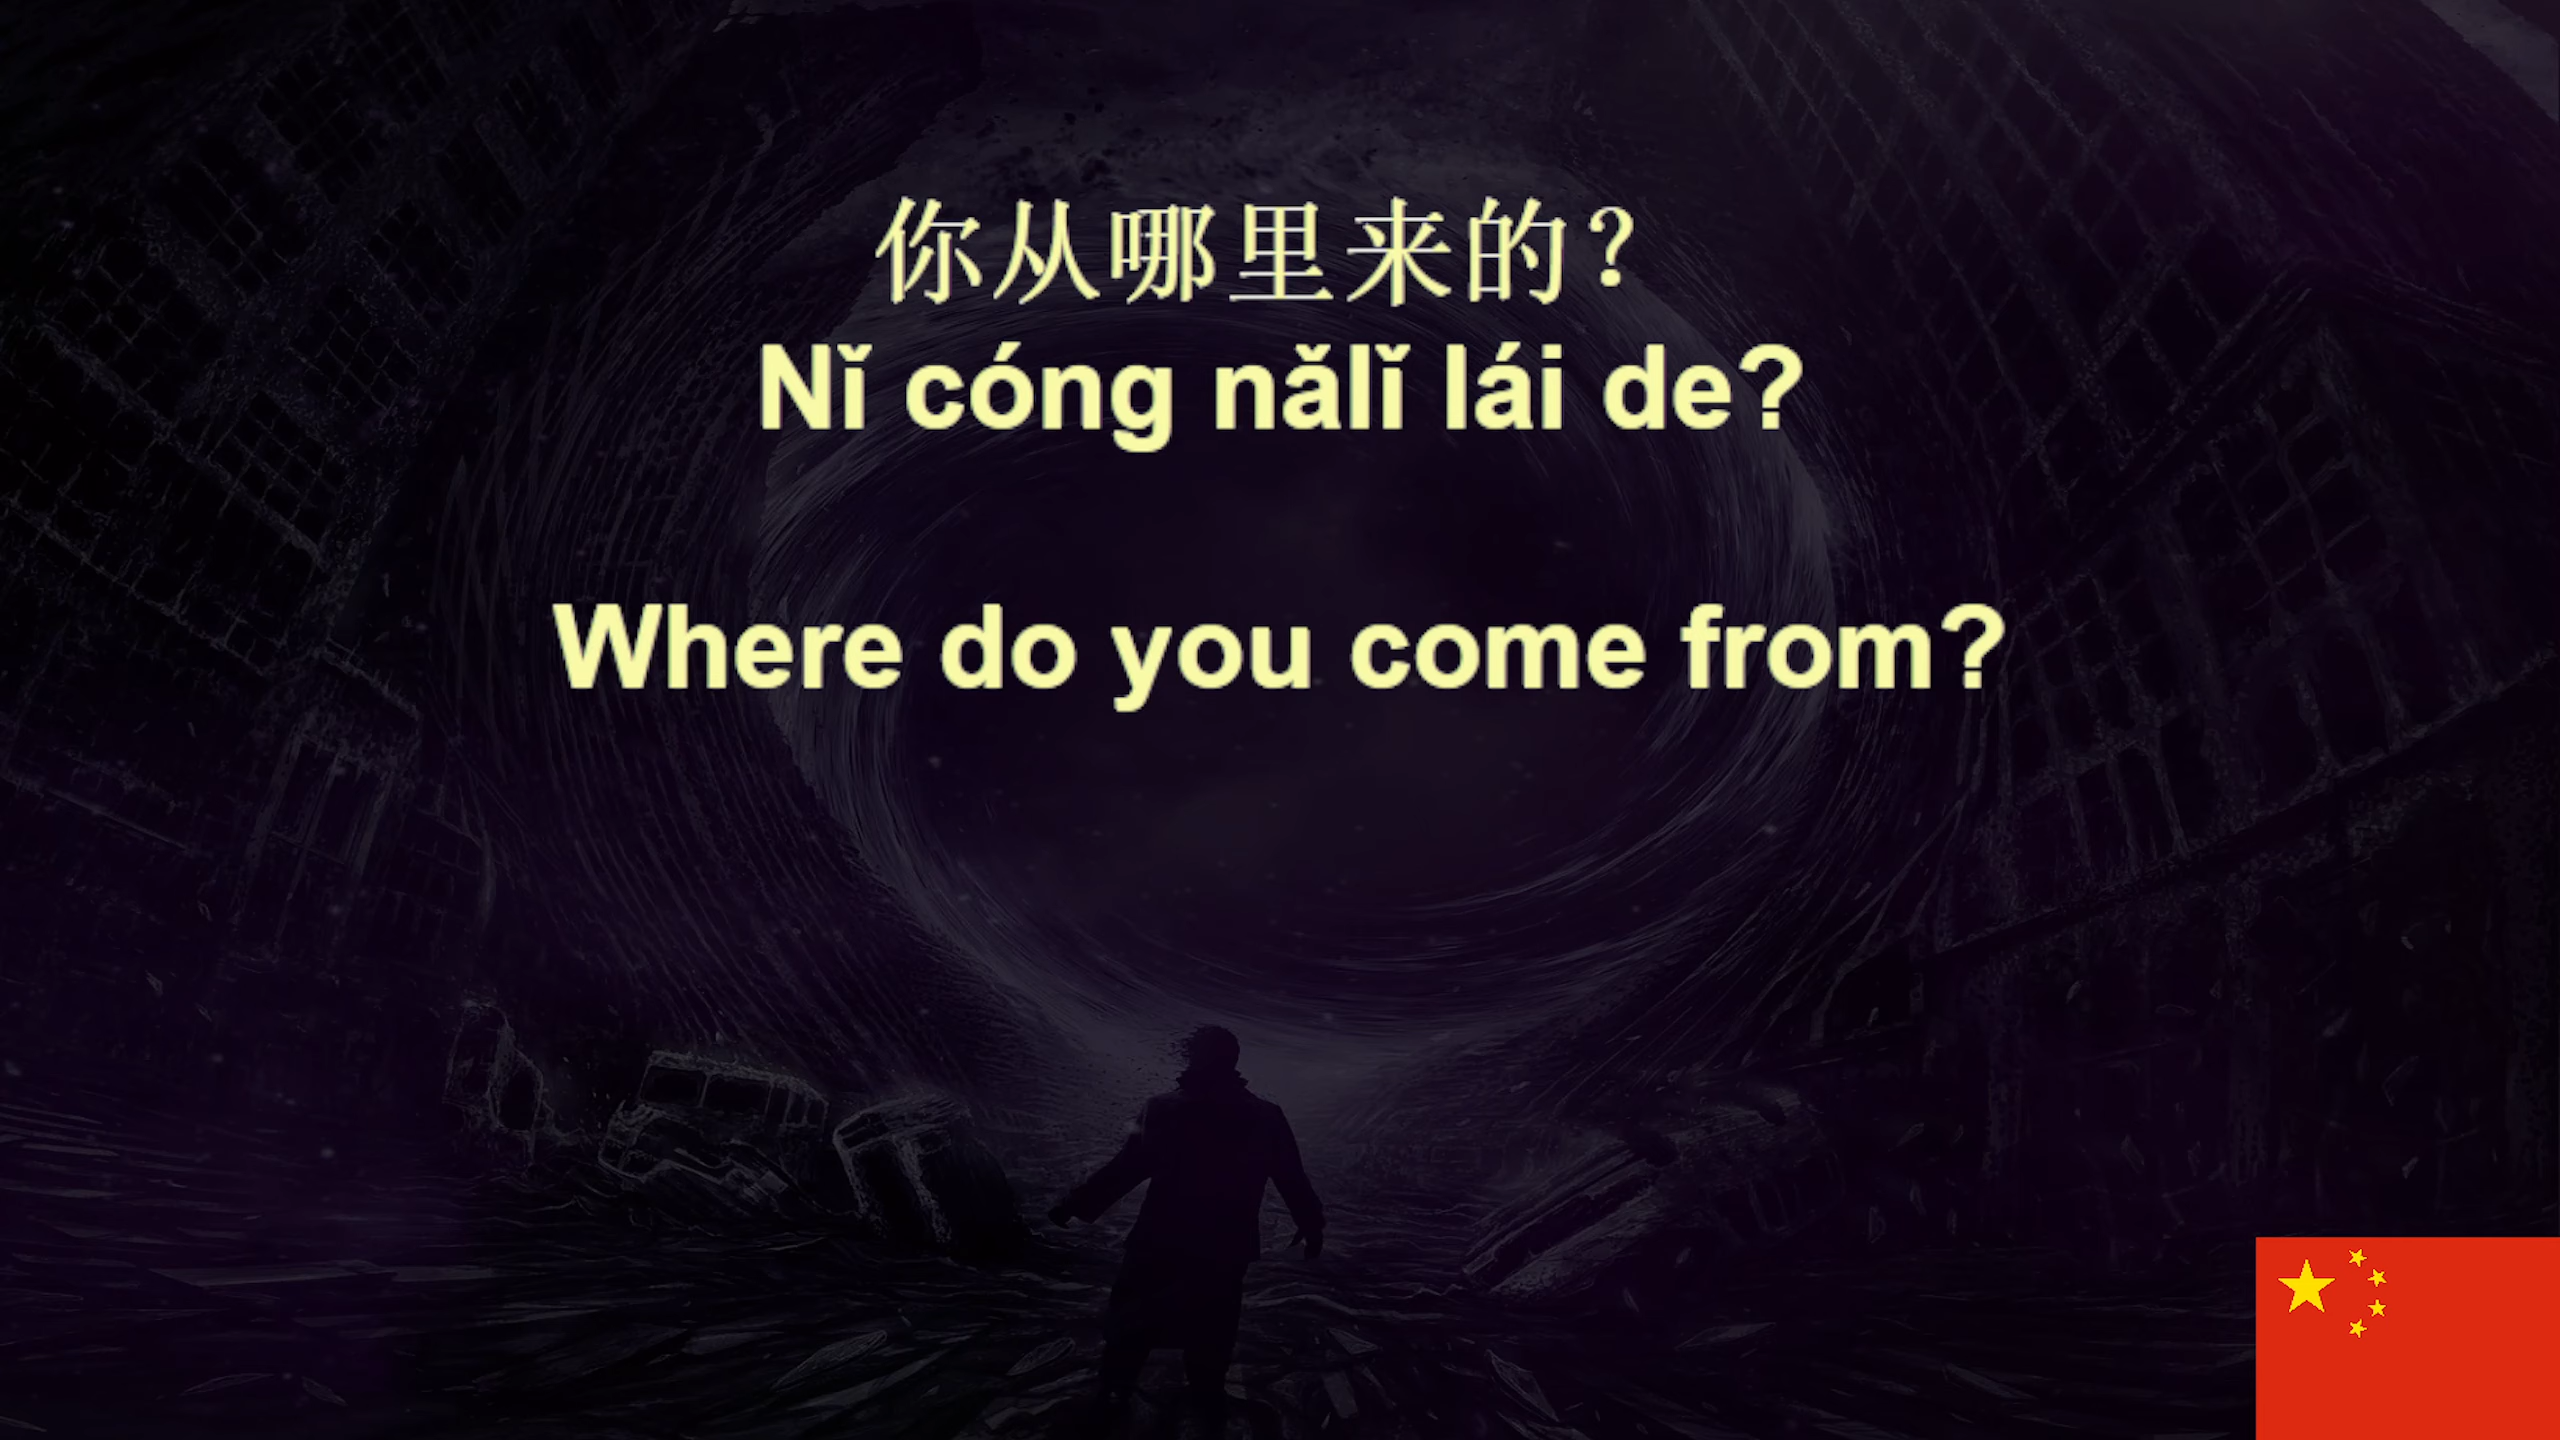 你从哪里来的？
Nǐ cóng nǎlǐ lái de?
Where do you come from?